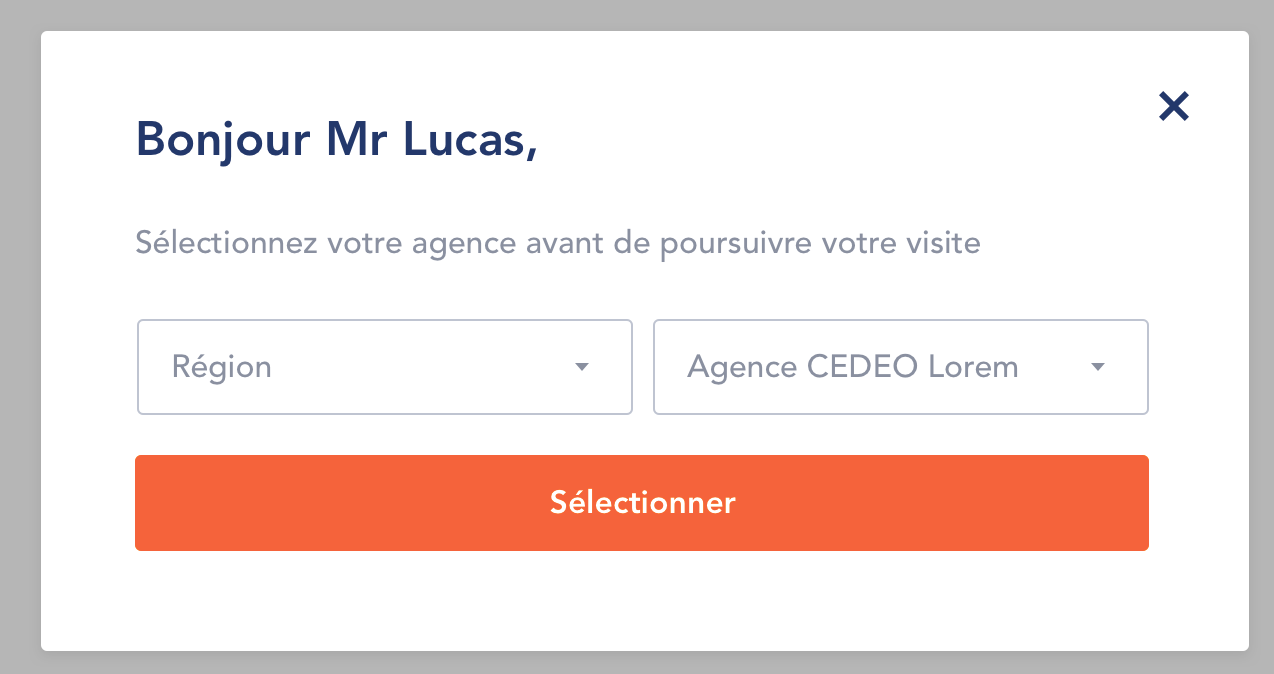 Bonjour Mr Lucas,
Sélectionnez votre agence avant de poursuivre votre visite
Région
Agence CEDEO Lorem
Sélectionner